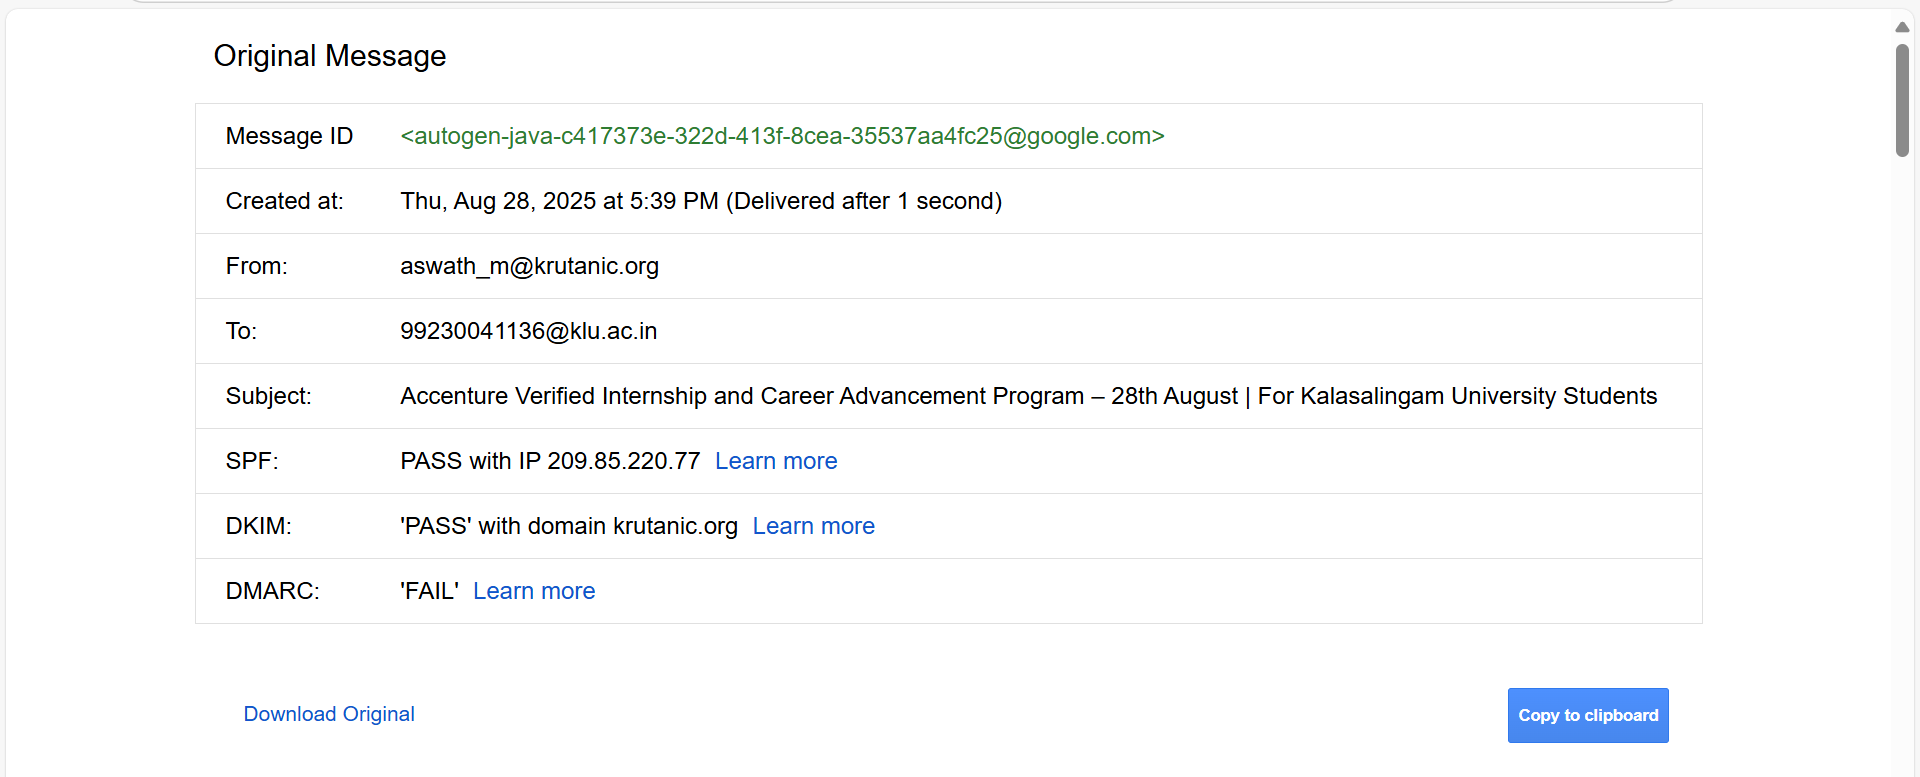 Original Message
Message ID <autogen-java-c417373e-322d-413f-8cea-35537aa4fc25@google.com>
Created at: Thu, Aug 28, 2025 at 5:39 PM (Delivered after 1 second)
From: aswath_m@krutanic.org
To: 99230041136@klu.ac.in
Subject: Accenture Verified Internship and Career Advancement Program – 28th August | For Kalasalingam University Students
SPF: PASS with IP 209.85.220.77 Learn more
DKIM: 'PASS' with domain krutanic.org Learn more
DMARC: 'FAIL' Learn more
Download Original Copy to clipboard